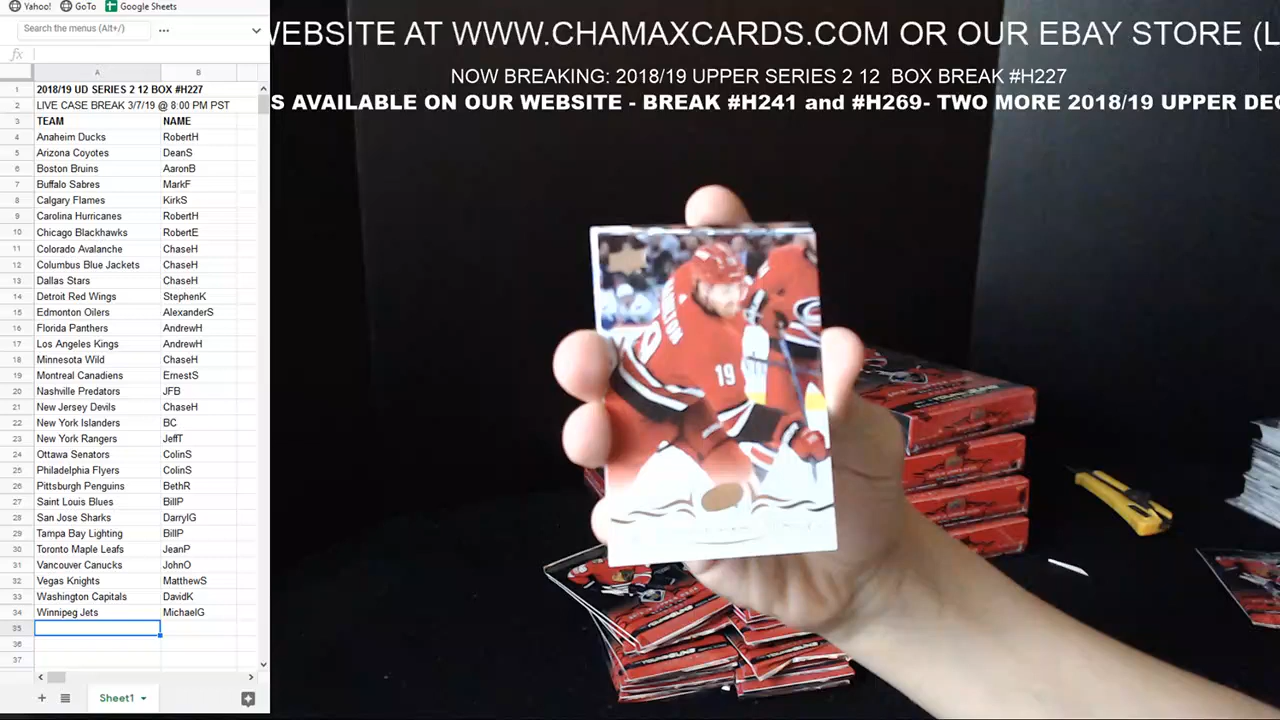 Yahoo! GoTo Google Sheets
Search the menus (Alt+/)
fx
A B
1 2018/19 UD SERIES 2 12 BOX #H227
2 LIVE CASE BREAK 3/7/19 @ 8:00 PM PST
3 TEAM NAME
4 Anaheim Ducks RobertH
5 Arizona Coyotes DeanS
6 Boston Bruins AaronB
7 Buffalo Sabres MarkF
8 Calgary Flames KirkS
9 Carolina Hurricanes RobertH
10 Chicago Blackhawks RobertE
11 Colorado Avalanche ChaseH
12 Columbus Blue Jackets ChaseH
13 Dallas Stars ChaseH
14 Detroit Red Wings StephenK
15 Edmonton Oilers AlexanderS
16 Florida Panthers AndrewH
17 Los Angeles Kings AndrewH
18 Minnesota Wild ChaseH
19 Montreal Canadiens ErnestS
20 Nashville Predators JFB
21 New Jersey Devils ChaseH
22 New York Islanders BC
23 New York Rangers JeffT
24 Ottawa Senators ColinS
25 Philadelphia Flyers ColinS
26 Pittsburgh Penguins BethR
27 Saint Louis Blues BillP
28 San Jose Sharks DarrylG
29 Tampa Bay Lighting BillP
30 Toronto Maple Leafs JeanP
31 Vancouver Canucks JohnO
32 Vegas Knights MatthewS
33 Washington Capitals DavidK
34 Winnipeg Jets MichaelG
35
36
37
Sheet1
WEBSITE AT WWW.CHAMAXCARDS.COM OR OUR EBAY STORE (L
NOW BREAKING: 2018/19 UPPER SERIES 2 12 BOX BREAK #H227
S AVAILABLE ON OUR WEBSITE - BREAK #H241 and #H269- TWO MORE 2018/19 UPPER DEC
HAMILTON
19